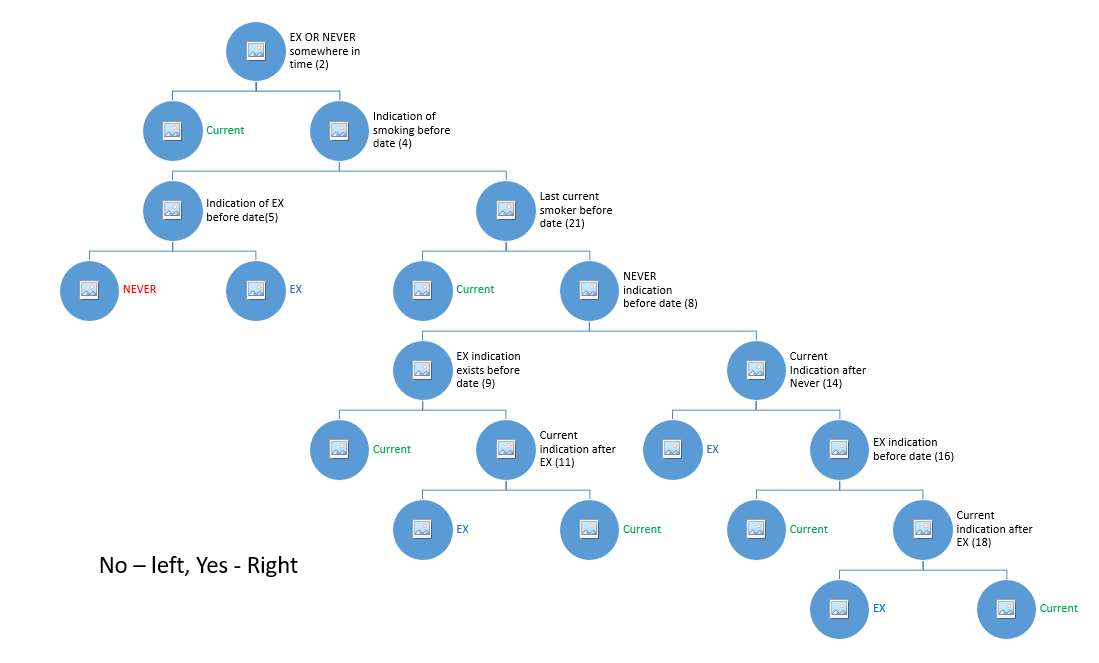 EX OR NEVER
somewhere in
time (2)
Current
Indication of
smoking before
date (4)
Indication of EX
before date(5)
Last current
smoker before
date (21)
NEVER
EX
Current
NEVER
indication
before date (8)
EX indication
exists before
date (9)
Current
Indication after
Never (14)
Current
Current
indication after
EX (11)
EX
EX indication
before date (16)
EX
Current
Current
Current
indication after
EX (18)
No – left, Yes - Right
EX
Current